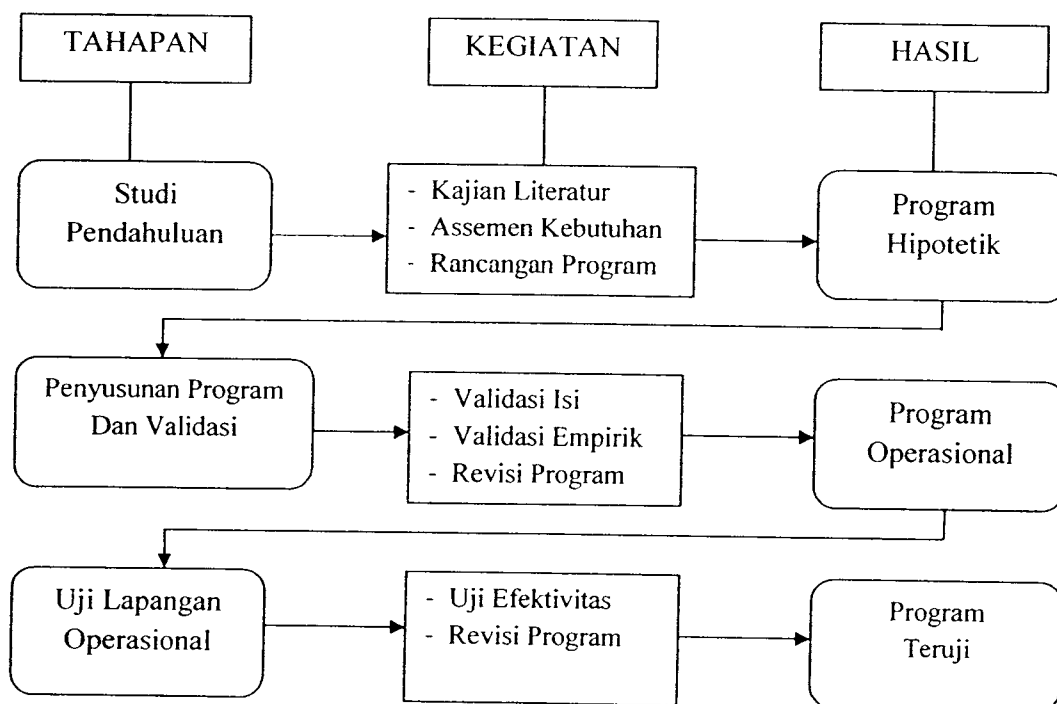 TAHAPAN
KEGIATAN
HASIL
Studi
Pendahuluan
- Kajian Literatur
- Assemen Kebutuhan
- Rancangan Program
Program
Hipotetik
Penyusunan Program
Dan Validasi
- Validasi Isi
- Validasi Empirik
- Revisi Program
Program
Operasional
Uji Lapangan
Operasional
- Uji Efektivitas
- Revisi Program
Program
Teruji